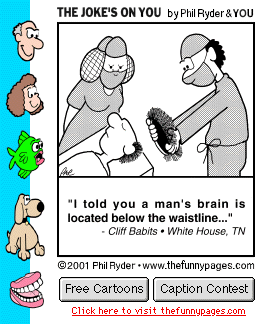 THE JOKE'S ON YOU by Phil Ryder & YOU
"I told you a man's brain is
located below the waistline..."
- Cliff Babits • White House, TN
©2001 Phil Ryder • www.thefunnypages.com
Free Cartoons Caption Contest
Click here to visit thefunnypages.com